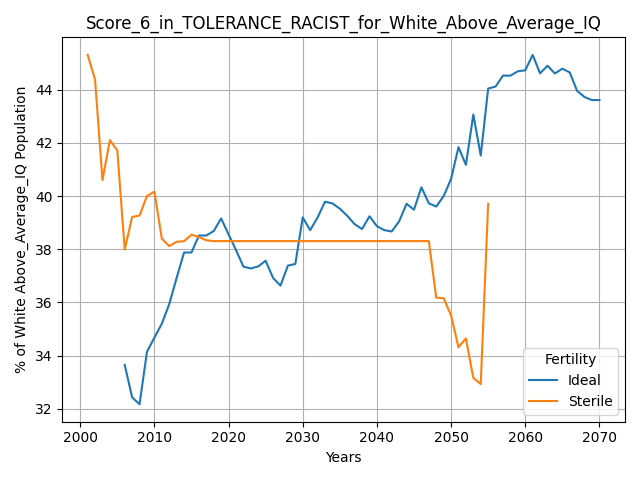 Score_6_in_TOLERANCE_RACIST_for_White_Above_Average_IQ
% of White Above_Average_IQ Population
44
42
40
38
36
34
32
2000 2010 2020 2030 2040 2050 2060 2070
Years
Fertility
Ideal
Sterile